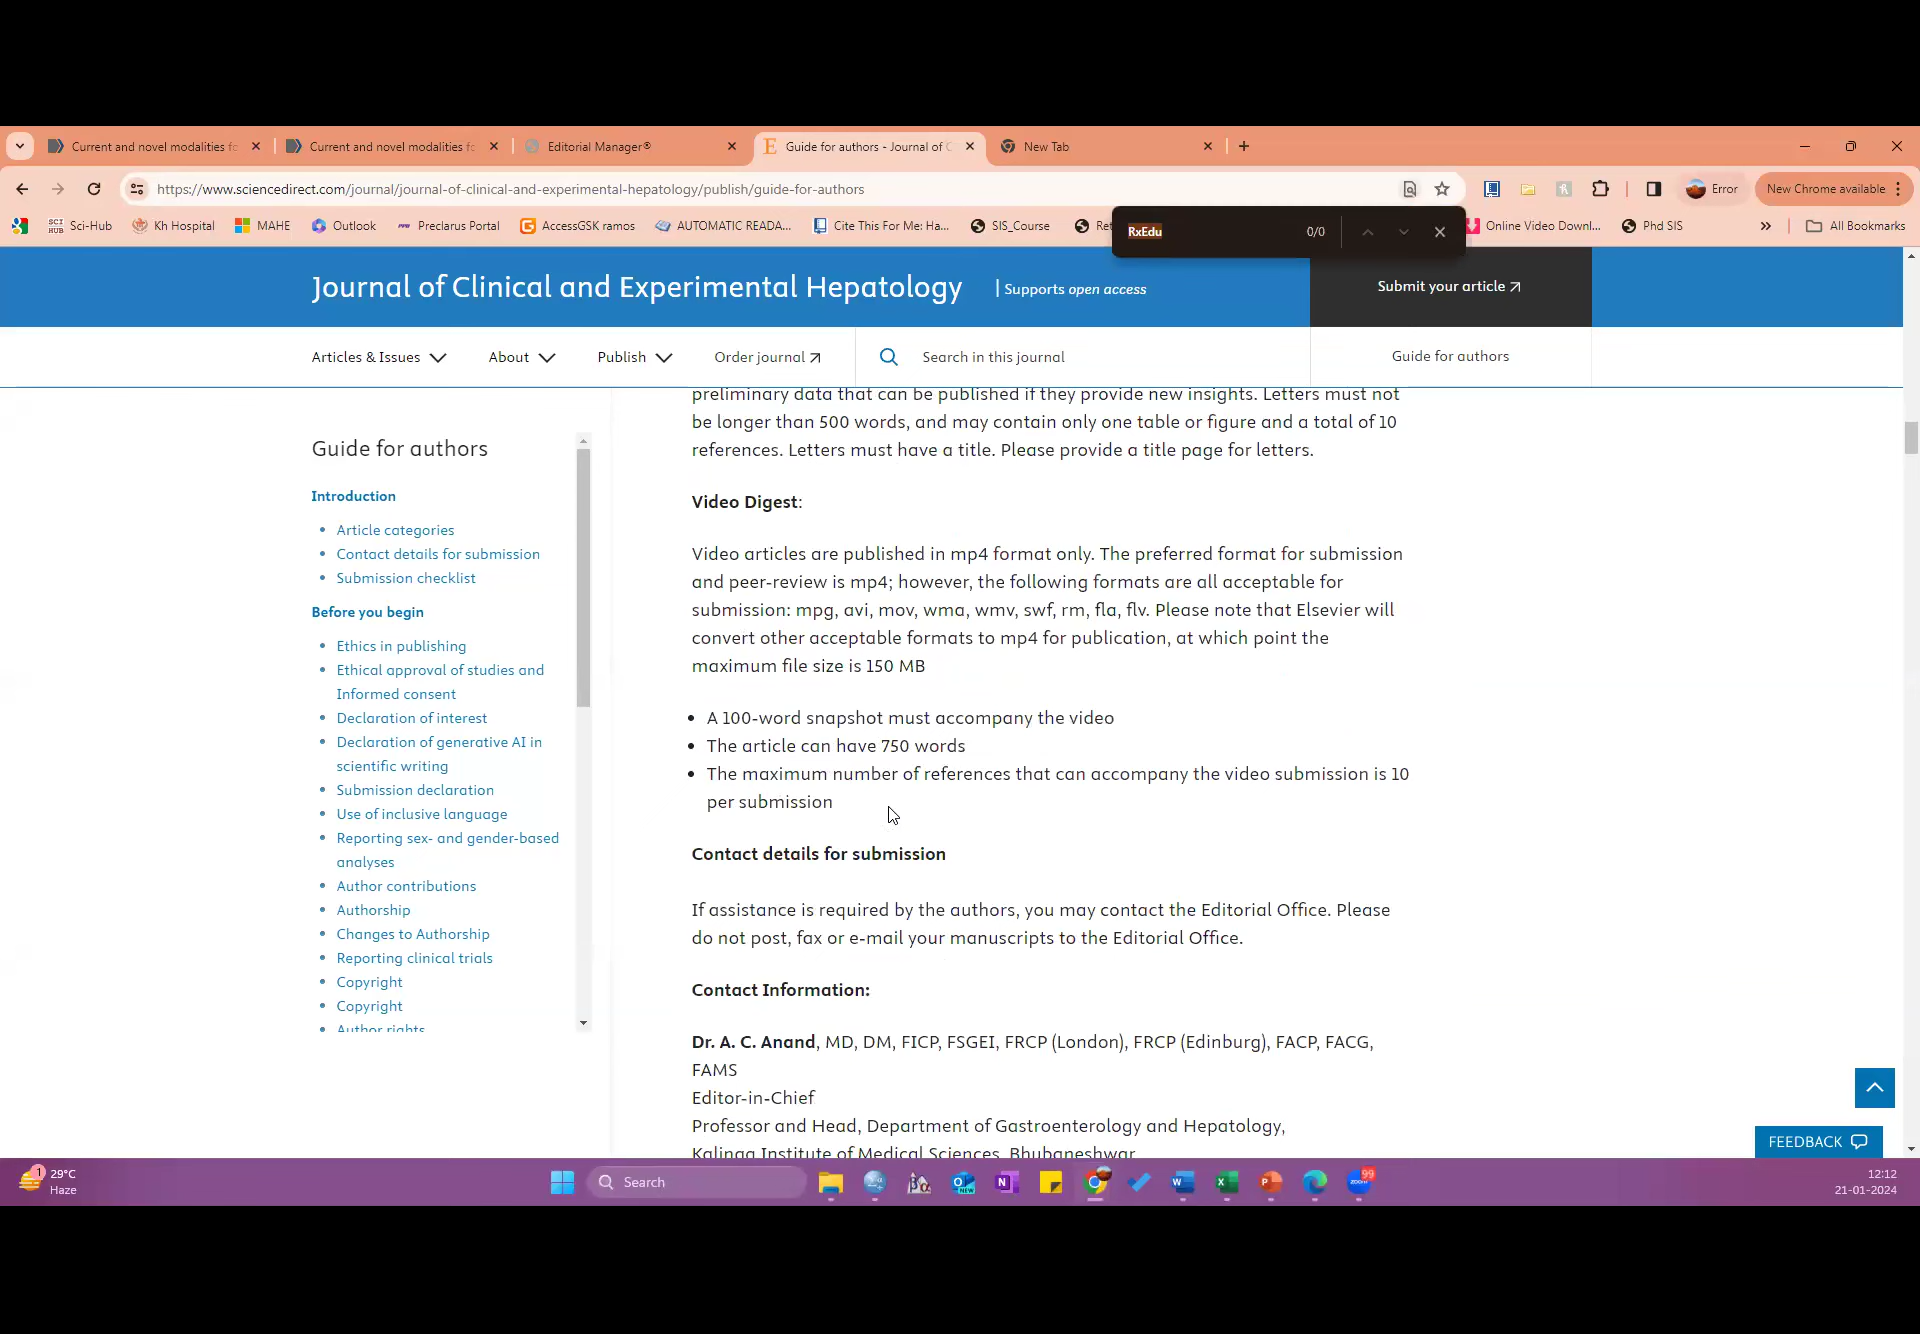 Current and novel modalities fo
Current and novel modalities fo
Editorial Manager®
Guide for authors - Journal of C
New Tab
https://www.sciencedirect.com/journal/journal-of-clinical-and-experimental-hepatology/publish/guide-for-authors
Error
New Chrome available
SCI HUB
Sci-Hub
Kh Hospital
MAHE
Outlook
Preclarus Portal
AccessGSK ramos
AUTOMATIC READA...
Cite This For Me: Ha...
SIS_Course
Ret
RxEdu
0/0
Online Video Downl...
Phd SIS
All Bookmarks
Journal of Clinical and Experimental Hepatology
Supports open access
Submit your article
Articles & Issues
About
Publish
Order journal
Search in this journal
Guide for authors
Guide for authors
Introduction
• Article categories
• Contact details for submission
• Submission checklist
Before you begin
• Ethics in publishing
• Ethical approval of studies and
Informed consent
• Declaration of interest
• Declaration of generative AI in
scientific writing
• Submission declaration
• Use of inclusive language
• Reporting sex- and gender-based
analyses
• Author contributions
• Authorship
• Changes to Authorship
• Reporting clinical trials
• Copyright
• Copyright
• Author rights
preliminary data that can be published if they provide new insights. Letters must not
be longer than 500 words, and may contain only one table or figure and a total of 10
references. Letters must have a title. Please provide a title page for letters.
Video Digest:
Video articles are published in mp4 format only. The preferred format for submission
and peer-review is mp4; however, the following formats are all acceptable for
submission: mpg, avi, mov, wma, wmv, swf, rm, fla, flv. Please note that Elsevier will
convert other acceptable formats to mp4 for publication, at which point the
maximum file size is 150 MB
• A 100-word snapshot must accompany the video
• The article can have 750 words
• The maximum number of references that can accompany the video submission is 10
per submission
Contact details for submission
If assistance is required by the authors, you may contact the Editorial Office. Please
do not post, fax or e-mail your manuscripts to the Editorial Office.
Contact Information:
Dr. A. C. Anand, MD, DM, FICP, FSGEI, FRCP (London), FRCP (Edinburg), FACP, FACG,
FAMS
Editor-in-Chief
Professor and Head, Department of Gastroenterology and Hepatology,
Kalinga Institute of Medical Sciences, Bhubaneshwar
FEEDBACK
1
29°C
Haze
Search
NEW
99
zoom
12:12
21-01-2024